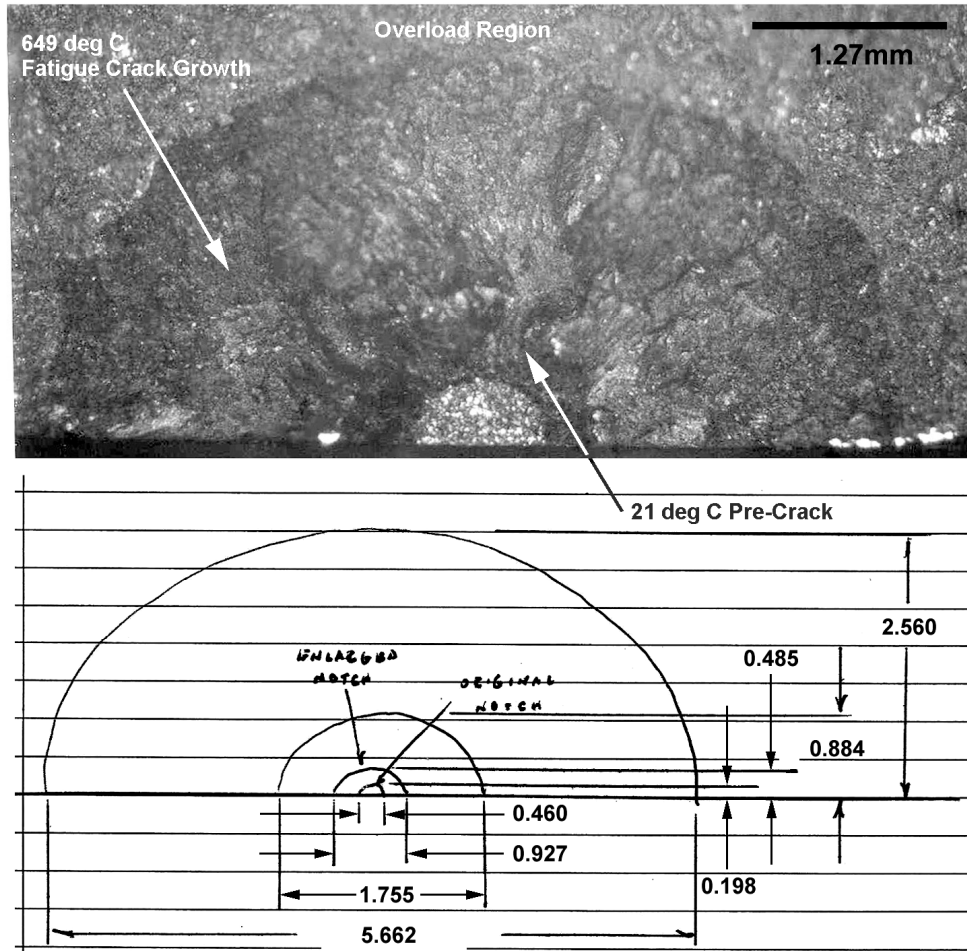 649 deg C
Fatigue Crack Growth
Overload Region
1.27mm
21 deg C Pre-Crack
2.560
0.485
ENLARGED
NOTCH
ORIGINAL
NOTCH
0.884
0.460
0.927
0.198
1.755
5.662